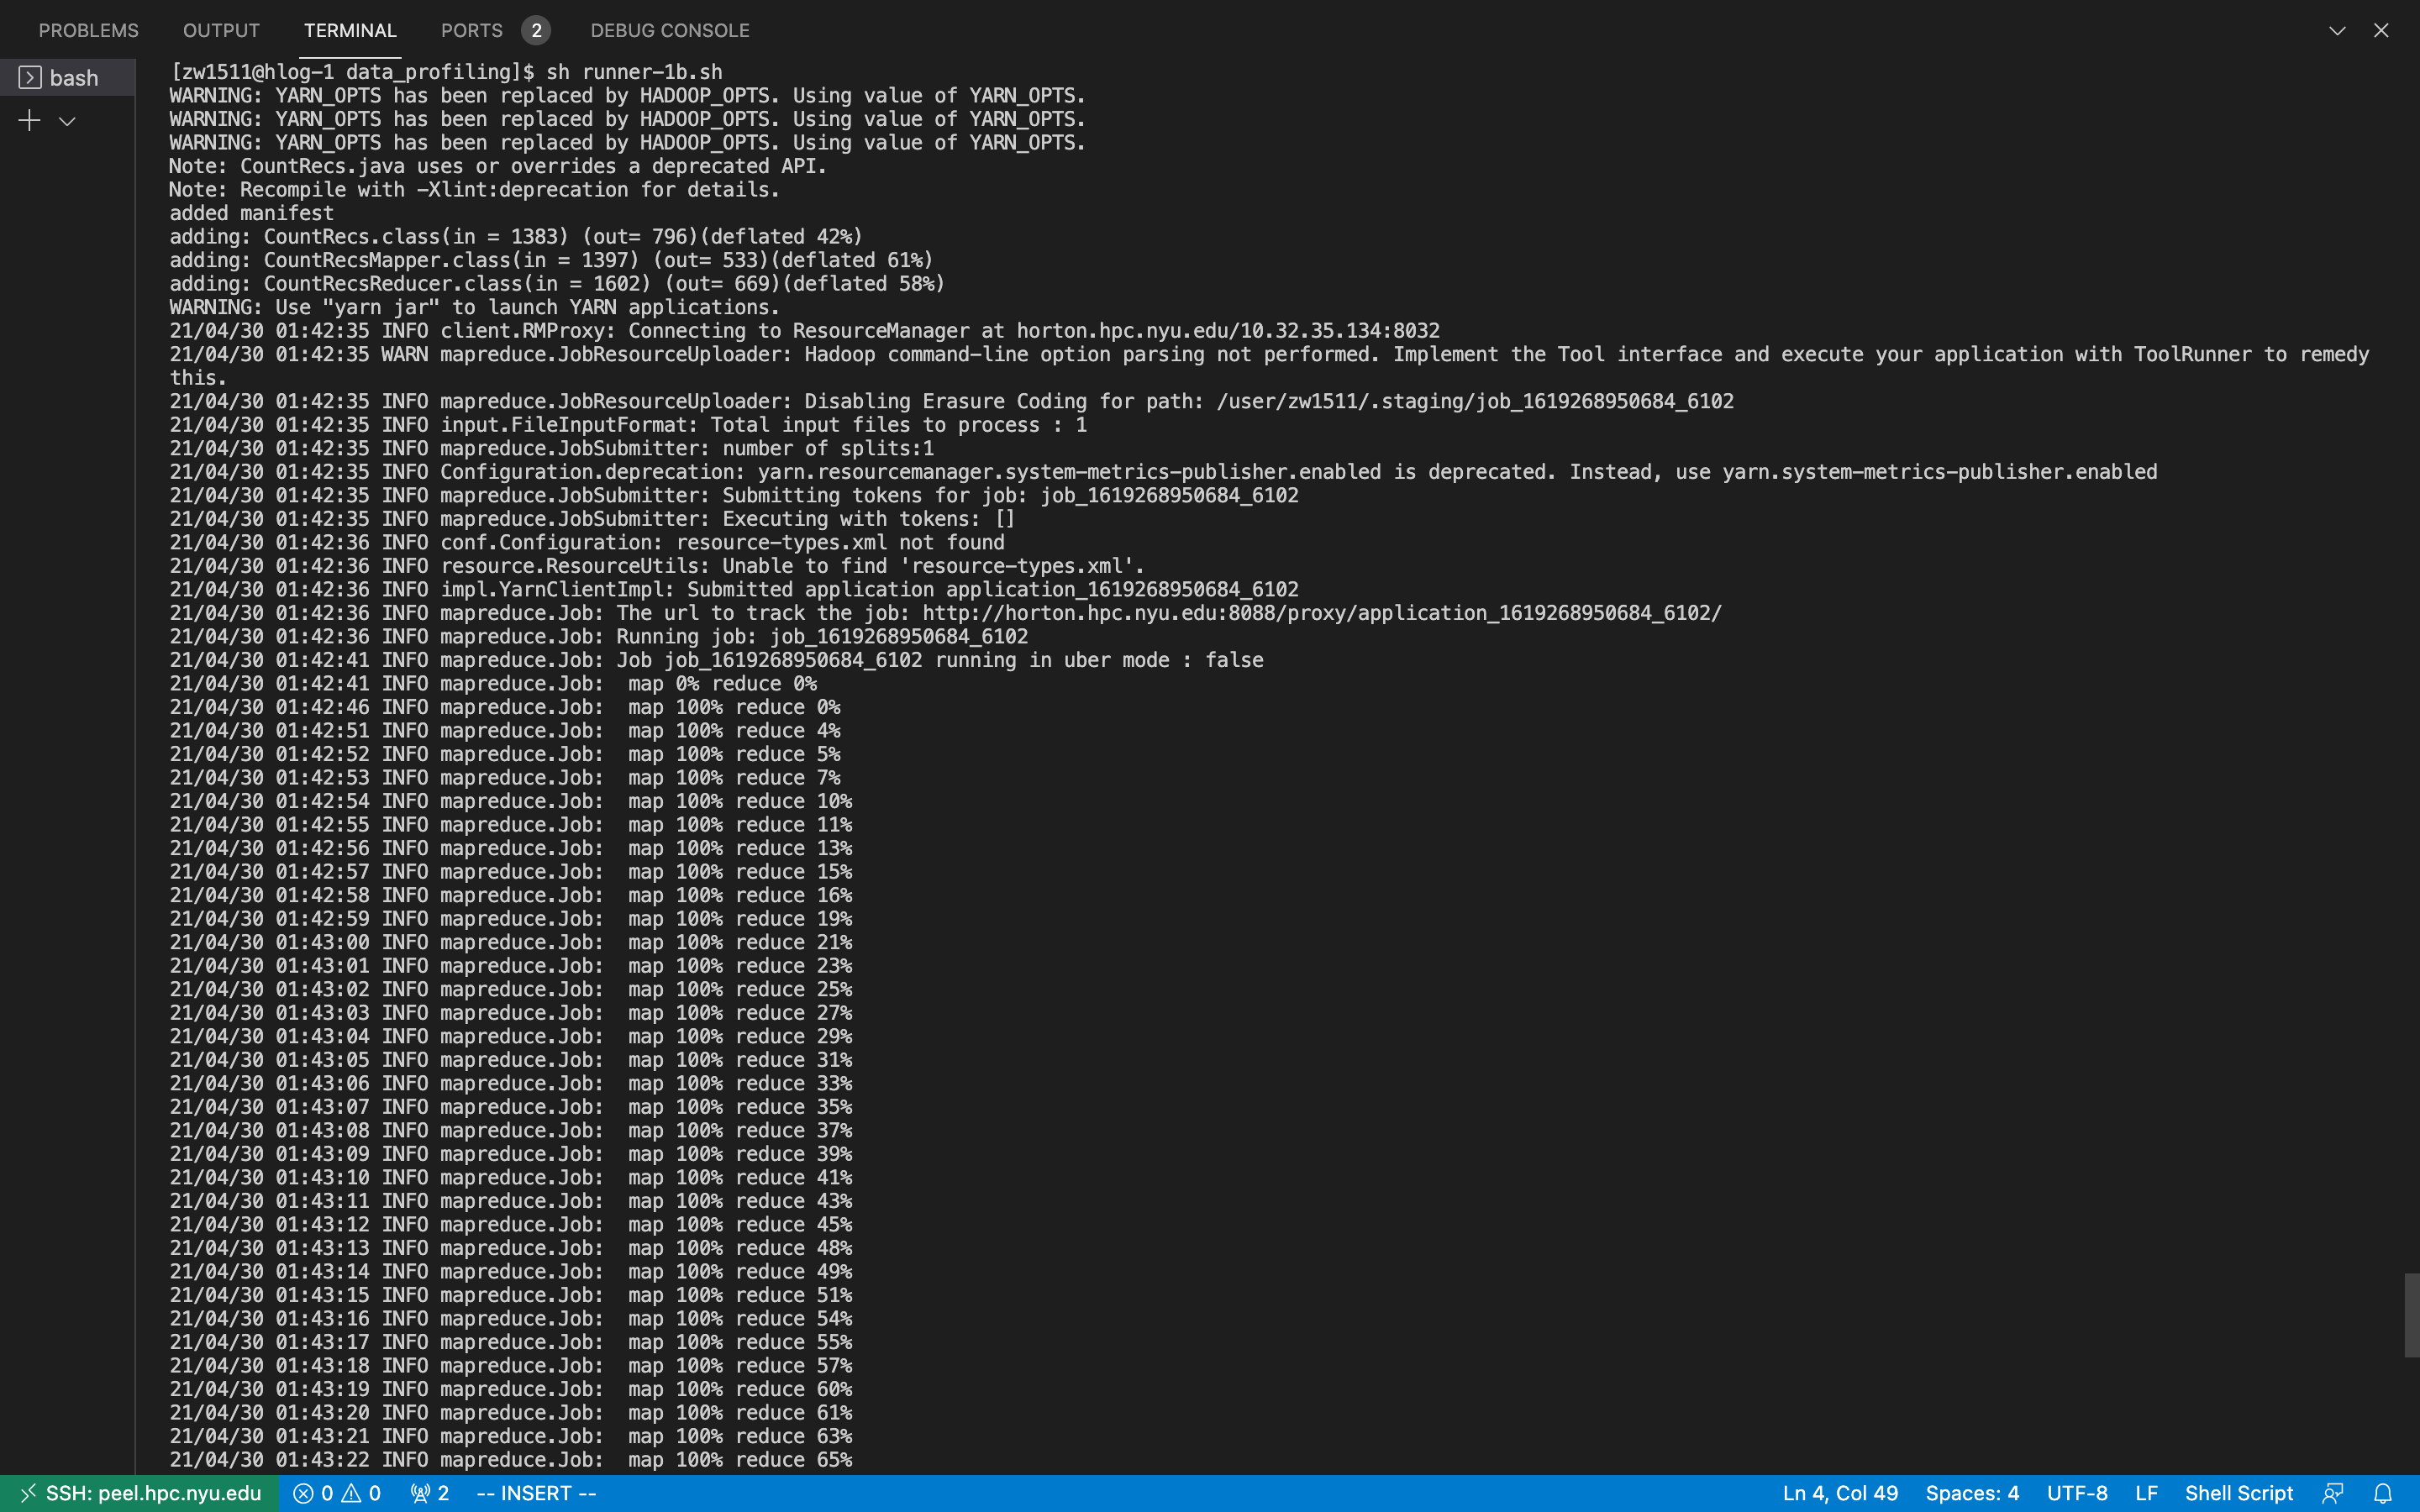 PROBLEMS OUTPUT TERMINAL PORTS 2 DEBUG CONSOLE
bash
[zw1511@hlog-1 data_profiling]$ sh runner-1b.sh
WARNING: YARN_OPTS has been replaced by HADOOP_OPTS. Using value of YARN_OPTS.
WARNING: YARN_OPTS has been replaced by HADOOP_OPTS. Using value of YARN_OPTS.
WARNING: YARN_OPTS has been replaced by HADOOP_OPTS. Using value of YARN_OPTS.
Note: CountRecs.java uses or overrides a deprecated API.
Note: Recompile with -Xlint:deprecation for details.
added manifest
adding: CountRecs.class(in = 1383) (out= 796)(deflated 42%)
adding: CountRecsMapper.class(in = 1397) (out= 533)(deflated 61%)
adding: CountRecsReducer.class(in = 1602) (out= 669)(deflated 58%)
WARNING: Use "yarn jar" to launch YARN applications.
21/04/30 01:42:35 INFO client.RMProxy: Connecting to ResourceManager at horton.hpc.nyu.edu/10.32.35.134:8032
21/04/30 01:42:35 WARN mapreduce.JobResourceUploader: Hadoop command-line option parsing not performed. Implement the Tool interface and execute your application with ToolRunner to remedy
this.
21/04/30 01:42:35 INFO mapreduce.JobResourceUploader: Disabling Erasure Coding for path: /user/zw1511/.staging/job_1619268950684_6102
21/04/30 01:42:35 INFO input.FileInputFormat: Total input files to process : 1
21/04/30 01:42:35 INFO mapreduce.JobSubmitter: number of splits:1
21/04/30 01:42:35 INFO Configuration.deprecation: yarn.resourcemanager.system-metrics-publisher.enabled is deprecated. Instead, use yarn.system-metrics-publisher.enabled
21/04/30 01:42:35 INFO mapreduce.JobSubmitter: Submitting tokens for job: job_1619268950684_6102
21/04/30 01:42:35 INFO mapreduce.JobSubmitter: Executing with tokens: []
21/04/30 01:42:36 INFO conf.Configuration: resource-types.xml not found
21/04/30 01:42:36 INFO resource.ResourceUtils: Unable to find 'resource-types.xml'.
21/04/30 01:42:36 INFO impl.YarnClientImpl: Submitted application application_1619268950684_6102
21/04/30 01:42:36 INFO mapreduce.Job: The url to track the job: http://horton.hpc.nyu.edu:8088/proxy/application_1619268950684_6102/
21/04/30 01:42:36 INFO mapreduce.Job: Running job: job_1619268950684_6102
21/04/30 01:42:41 INFO mapreduce.Job: Job job_1619268950684_6102 running in uber mode : false
21/04/30 01:42:41 INFO mapreduce.Job:  map 0% reduce 0%
21/04/30 01:42:46 INFO mapreduce.Job:  map 100% reduce 0%
21/04/30 01:42:51 INFO mapreduce.Job:  map 100% reduce 4%
21/04/30 01:42:52 INFO mapreduce.Job:  map 100% reduce 5%
21/04/30 01:42:53 INFO mapreduce.Job:  map 100% reduce 7%
21/04/30 01:42:54 INFO mapreduce.Job:  map 100% reduce 10%
21/04/30 01:42:55 INFO mapreduce.Job:  map 100% reduce 11%
21/04/30 01:42:56 INFO mapreduce.Job:  map 100% reduce 13%
21/04/30 01:42:57 INFO mapreduce.Job:  map 100% reduce 15%
21/04/30 01:42:58 INFO mapreduce.Job:  map 100% reduce 16%
21/04/30 01:42:59 INFO mapreduce.Job:  map 100% reduce 19%
21/04/30 01:43:00 INFO mapreduce.Job:  map 100% reduce 21%
21/04/30 01:43:01 INFO mapreduce.Job:  map 100% reduce 23%
21/04/30 01:43:02 INFO mapreduce.Job:  map 100% reduce 25%
21/04/30 01:43:03 INFO mapreduce.Job:  map 100% reduce 27%
21/04/30 01:43:04 INFO mapreduce.Job:  map 100% reduce 29%
21/04/30 01:43:05 INFO mapreduce.Job:  map 100% reduce 31%
21/04/30 01:43:06 INFO mapreduce.Job:  map 100% reduce 33%
21/04/30 01:43:07 INFO mapreduce.Job:  map 100% reduce 35%
21/04/30 01:43:08 INFO mapreduce.Job:  map 100% reduce 37%
21/04/30 01:43:09 INFO mapreduce.Job:  map 100% reduce 39%
21/04/30 01:43:10 INFO mapreduce.Job:  map 100% reduce 41%
21/04/30 01:43:11 INFO mapreduce.Job:  map 100% reduce 43%
21/04/30 01:43:12 INFO mapreduce.Job:  map 100% reduce 45%
21/04/30 01:43:13 INFO mapreduce.Job:  map 100% reduce 48%
21/04/30 01:43:14 INFO mapreduce.Job:  map 100% reduce 49%
21/04/30 01:43:15 INFO mapreduce.Job:  map 100% reduce 51%
21/04/30 01:43:16 INFO mapreduce.Job:  map 100% reduce 54%
21/04/30 01:43:17 INFO mapreduce.Job:  map 100% reduce 55%
21/04/30 01:43:18 INFO mapreduce.Job:  map 100% reduce 57%
21/04/30 01:43:19 INFO mapreduce.Job:  map 100% reduce 60%
21/04/30 01:43:20 INFO mapreduce.Job:  map 100% reduce 61%
21/04/30 01:43:21 INFO mapreduce.Job:  map 100% reduce 63%
21/04/30 01:43:22 INFO mapreduce.Job:  map 100% reduce 65%
SSH: peel.hpc.nyu.edu 0 0 2 -- INSERT -- Ln 4, Col 49 Spaces: 4 UTF-8 LF Shell Script